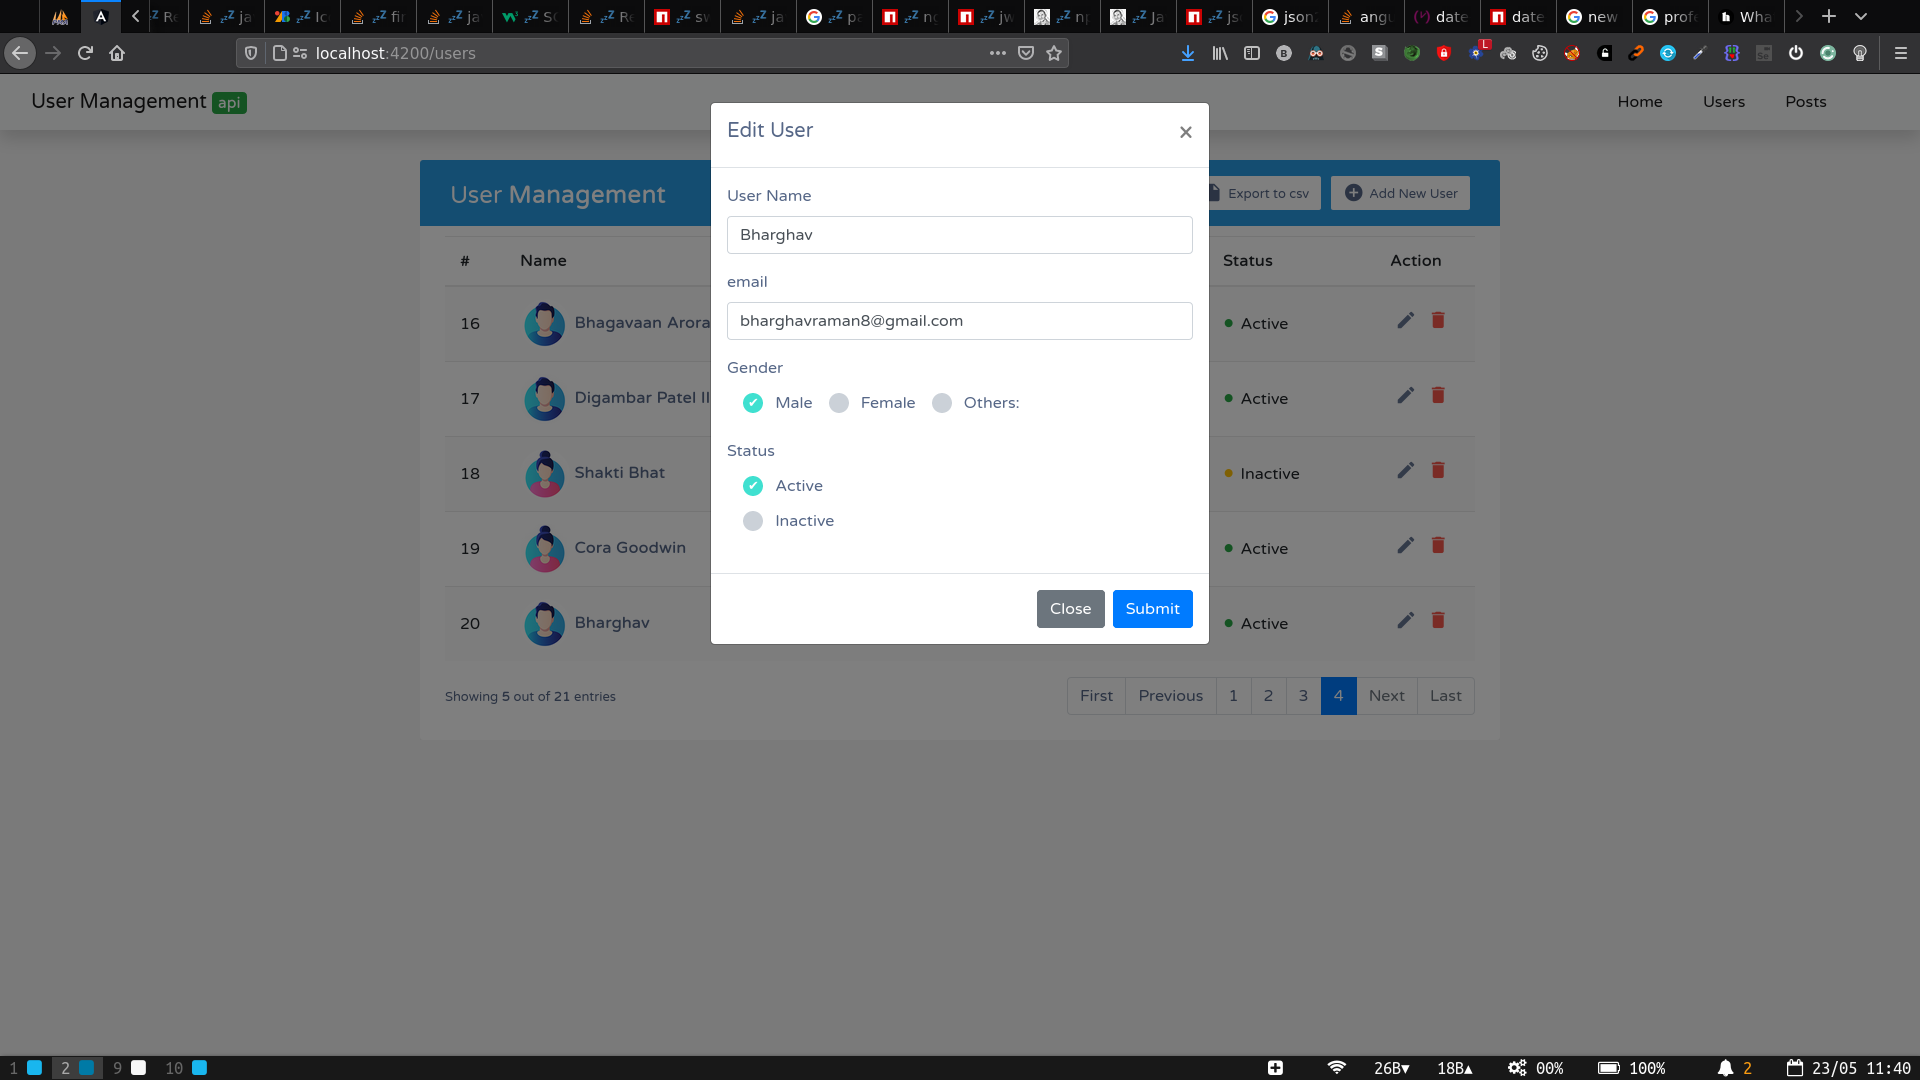 Re ja Ic fir ja SC Re sv ja pa ng jw np Ja js json angu date date new prof Wha
localhost:4200/users
User Management api
Home Users Posts
Edit User ×
User Management
Export to csv
Add New User
User Name
Bharghav
# Name Status Action
email
bharghavraman8@gmail.com
16 Bhagavaan Arora Active
Gender
Male Female Others:
17 Digambar Patel II Active
Status
18 Shakti Bhat Inactive
Active
Inactive
19 Cora Goodwin Active
Close Submit
20 Bharghav Active
Showing 5 out of 21 entries
First Previous 1 2 3 4 Next Last
1 2 9 10 26B▾ 18B▴ 00% 100% 2 23/05 11:40